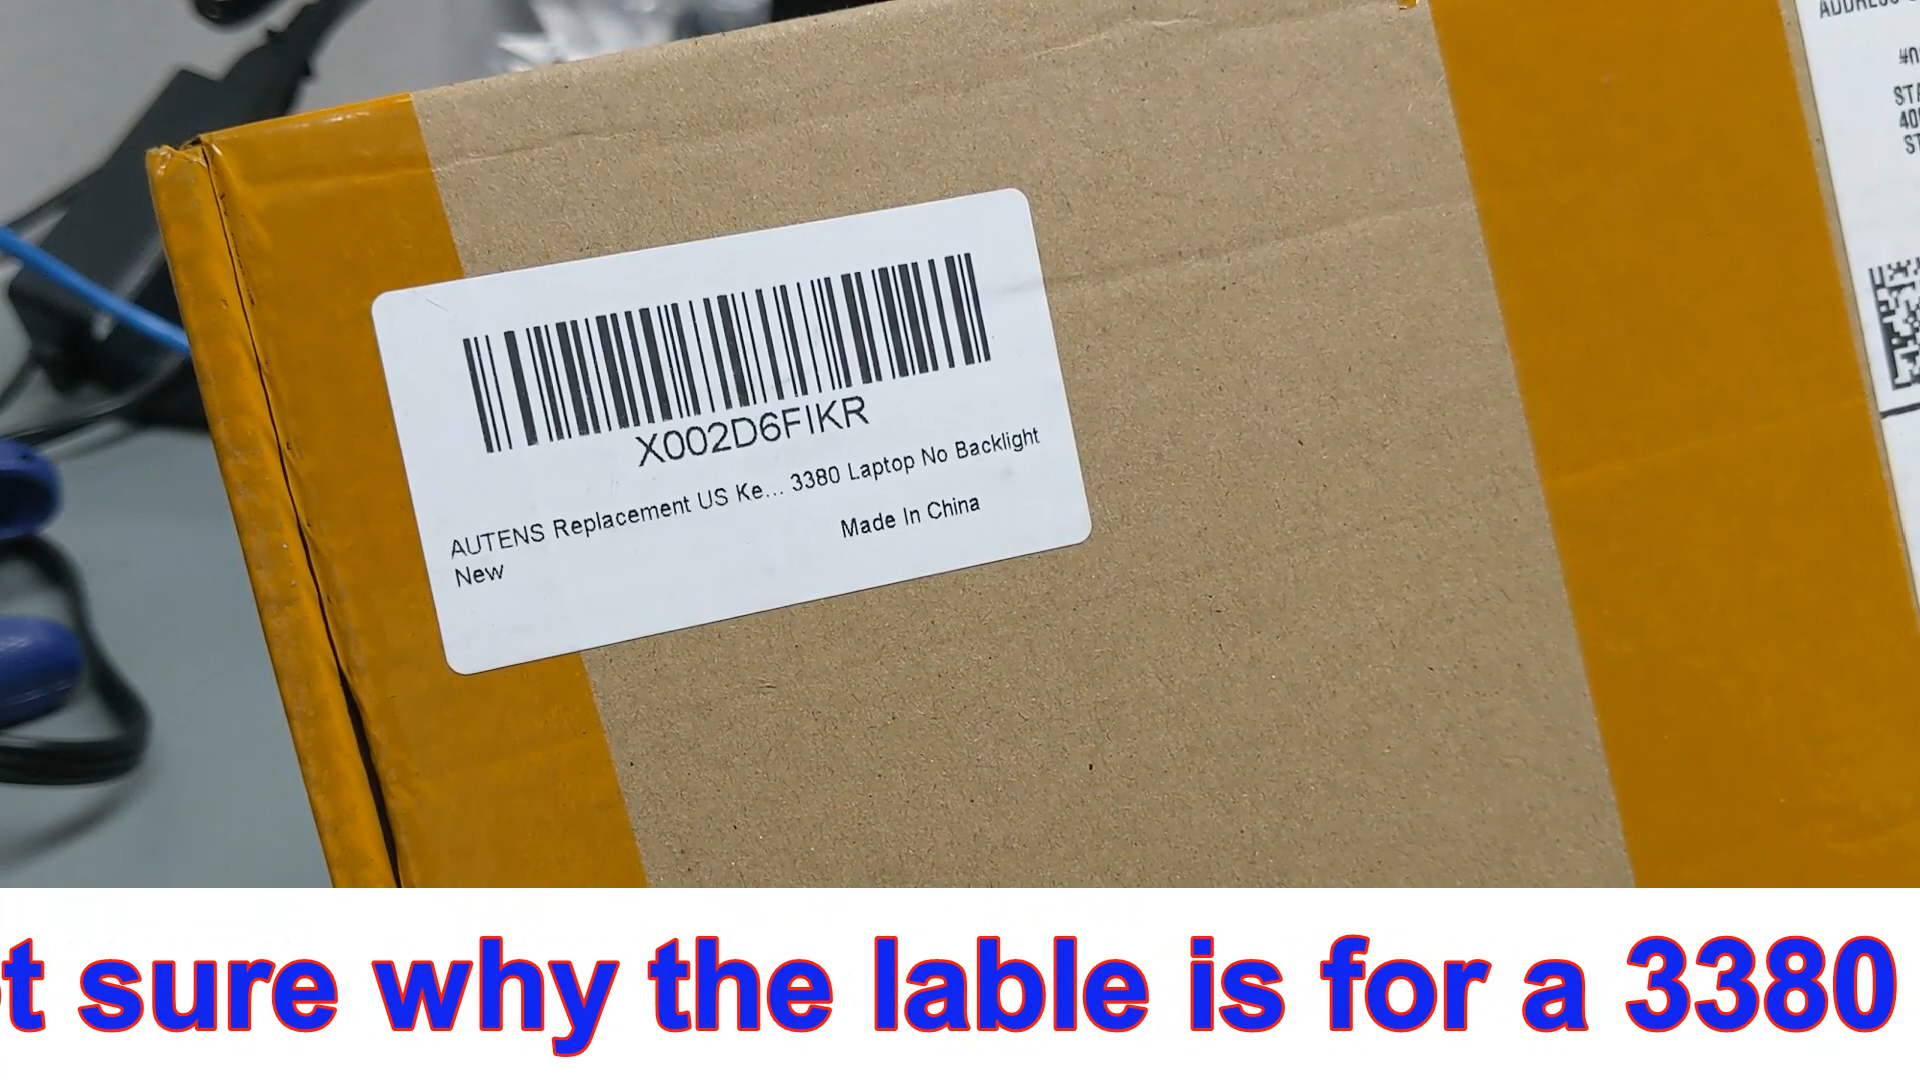 X002D6FIKR
AUTENS Replacement US Ke... 3380 Laptop No Backlight
New
Made In China
sure why the lable is for a 3380